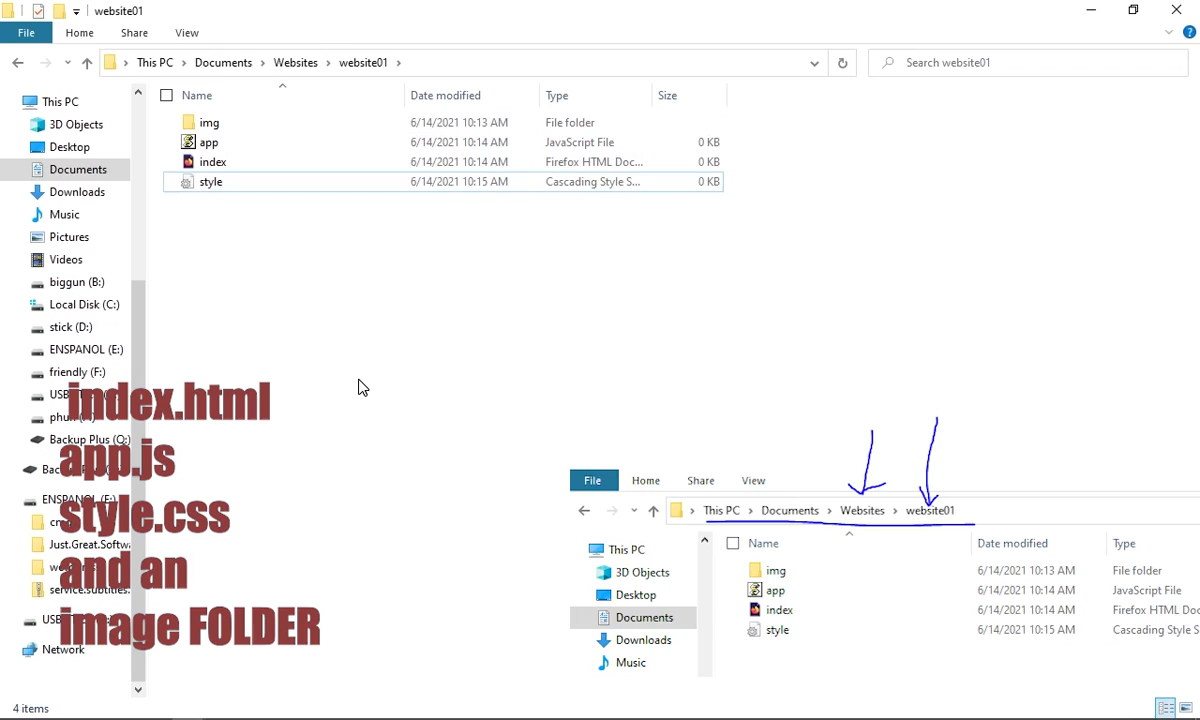 website01
File Home Share View
This PC Documents Websites website01
Search website01
Name Date modified Type Size
img 6/14/2021 10:13 AM File folder
app 6/14/2021 10:14 AM JavaScript File 0 KB
index 6/14/2021 10:14 AM Firefox HTML Doc... 0 KB
style 6/14/2021 10:15 AM Cascading Style S... 0 KB
This PC
3D Objects
Desktop
Documents
Downloads
Music
Pictures
Videos
biggun (B:)
Local Disk (C:)
stick (D:)
ENSPANOL (E:)
friendly (F:)
Backup Plus (Q:)
ENSPANOL (E:)
Just.Great.Softwa
Network
4 items
index.html
app.js
style.css
and an
image FOLDER
File Home Share View
This PC Documents Websites website01
Name Date modified Type
img 6/14/2021 10:13 AM File folder
app 6/14/2021 10:14 AM JavaScript File
index 6/14/2021 10:14 AM Firefox HTML Doc
style 6/14/2021 10:15 AM Cascading Style S
This PC
3D Objects
Desktop
Documents
Downloads
Music